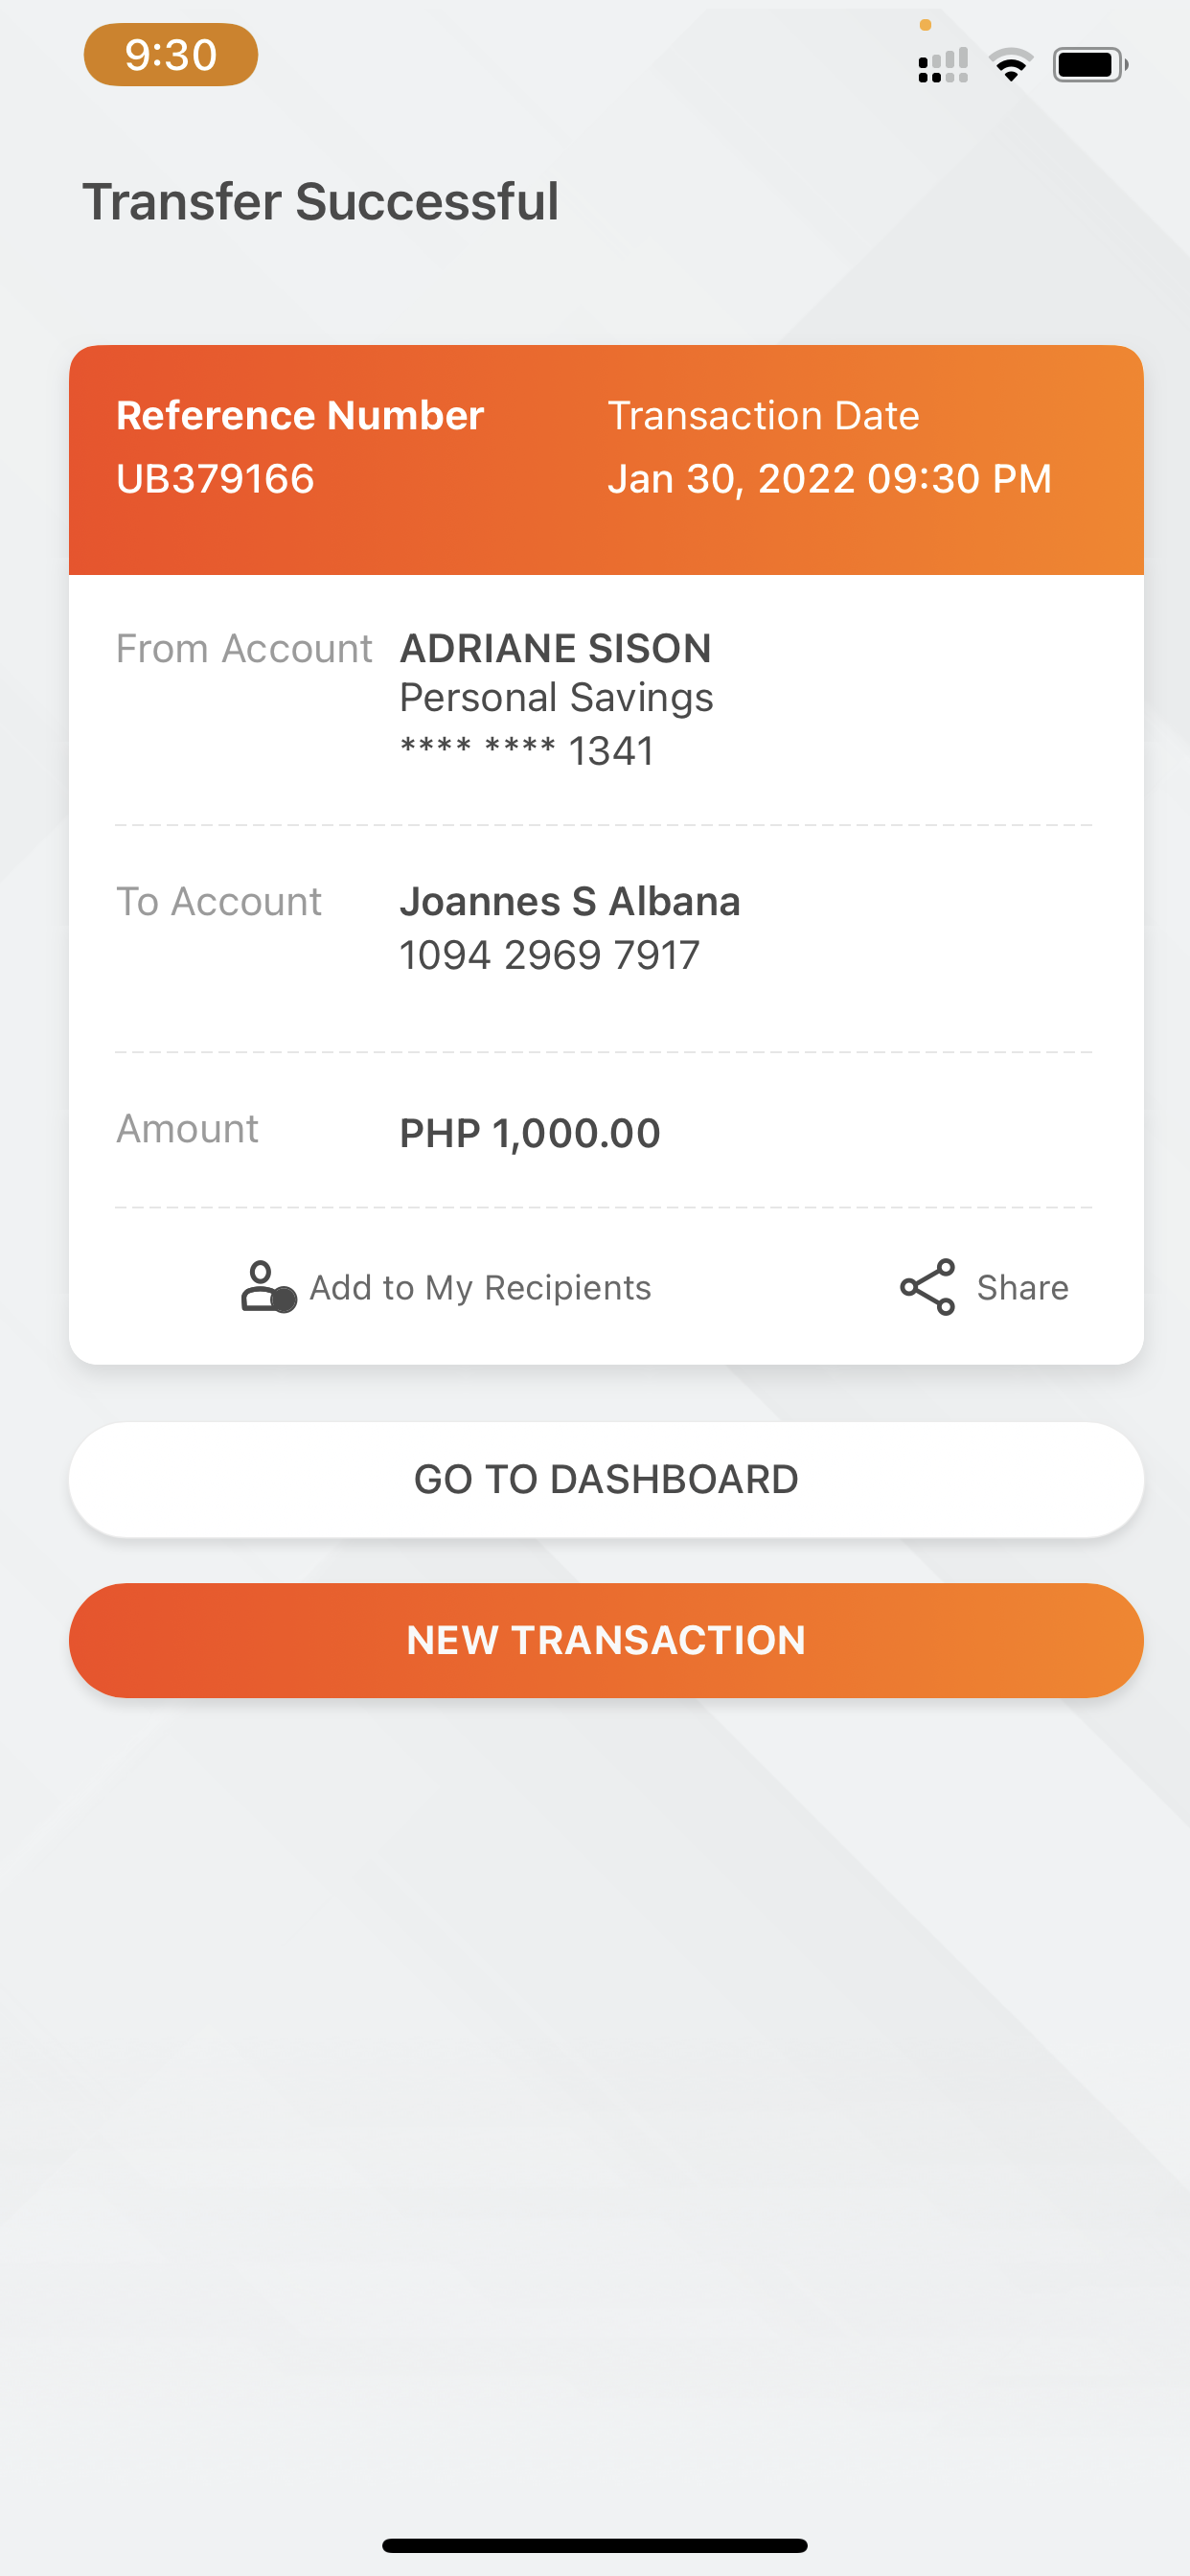 9:30
Transfer Successful
Reference Number
UB379166
Transaction Date
Jan 30, 2022 09:30 PM
From Account
ADRIANE SISON
Personal Savings
**** **** 1341
To Account
Joannes S Albana
1094 2969 7917
Amount
PHP 1,000.00
Add to My Recipients
Share
GO TO DASHBOARD
NEW TRANSACTION